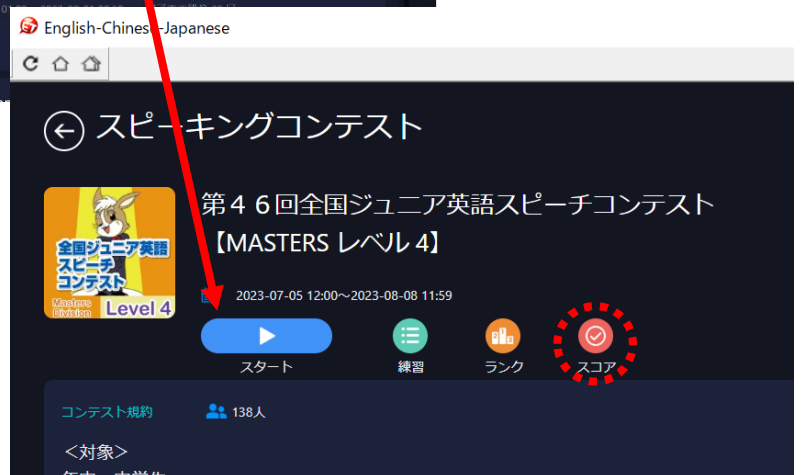 English-Chinese-Japanese
スピーキングコンテスト
第４６回全国ジュニア英語スピーチコンテスト
【MASTERS レベル 4】
全国ジュニア英語
スピーチ
コンテスト
Masters
Division
Level 4
2023-07-05 12:00～2023-08-08 11:59
スタート
練習
ランク
スコア
コンテスト規約
138人
＜対象＞